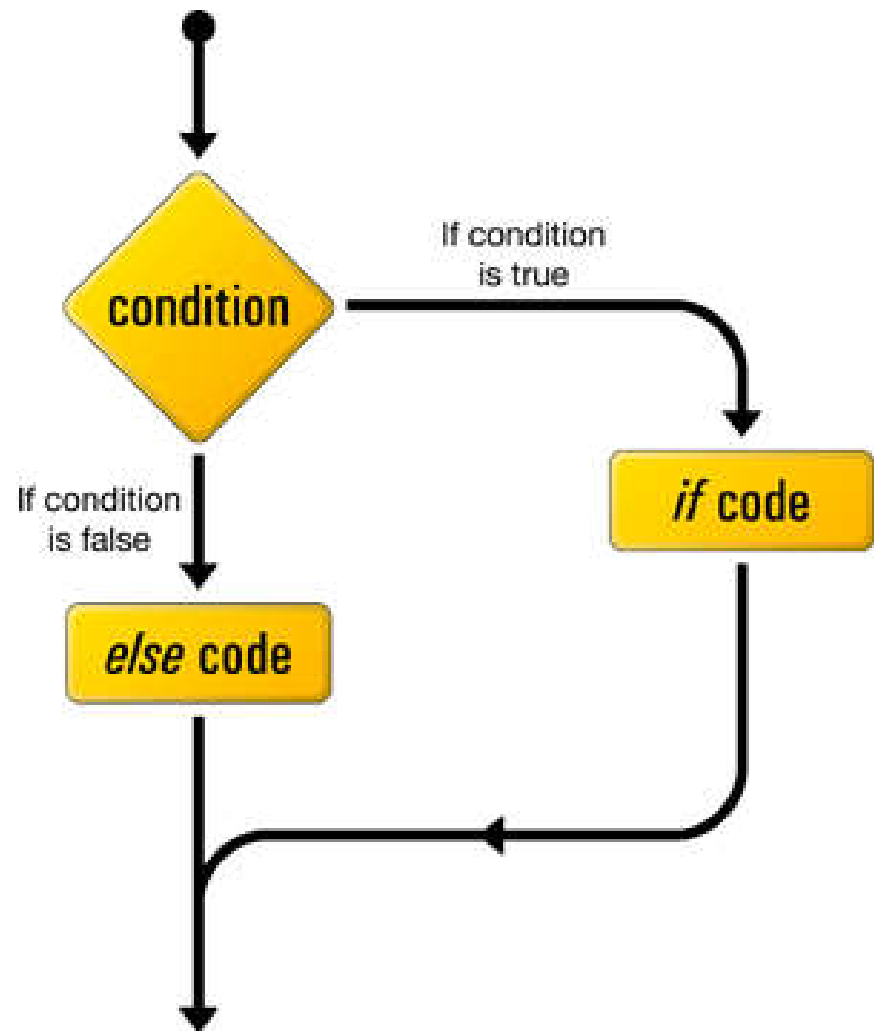 condition
If condition
is true
If condition
is false
if code
else code